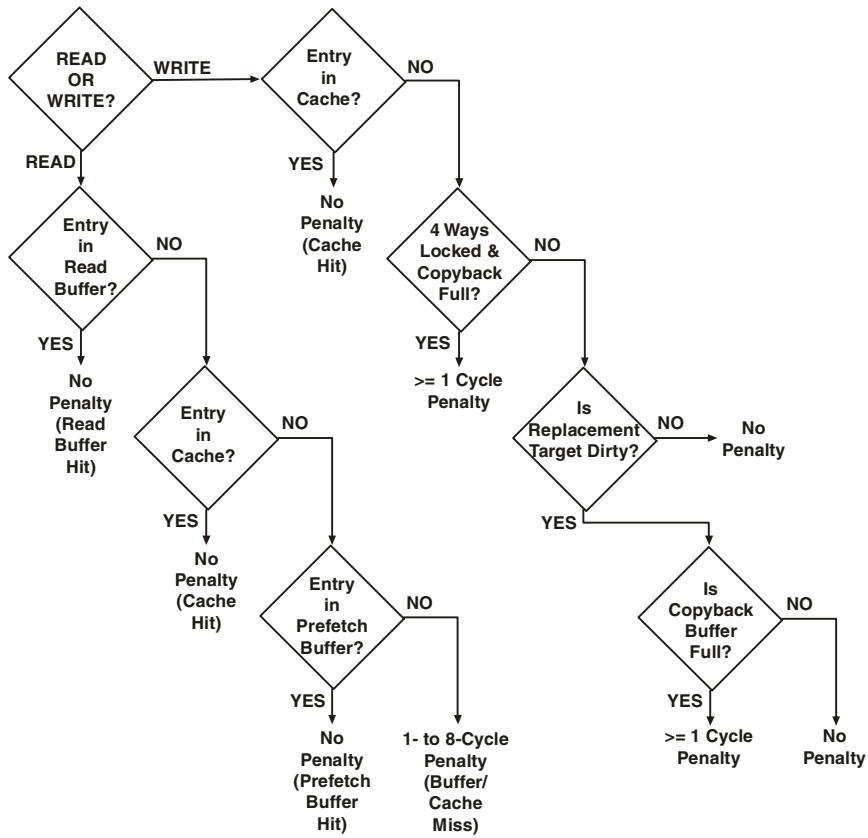 READ
OR
WRITE?
WRITE
Entry
in
Cache?
NO
READ
YES
No
Penalty
(Cache
Hit)
Entry
in
Read
Buffer?
NO
4 Ways
Locked &
Copyback
Full?
NO
YES
No
Penalty
(Read
Buffer
Hit)
YES
>= 1 Cycle
Penalty
Entry
in
Cache?
NO
Is
Replacement
Target Dirty?
NO
No
Penalty
YES
No
Penalty
(Cache
Hit)
YES
Entry
in
Prefetch
Buffer?
NO
Is
Copyback
Buffer
Full?
NO
YES
No
Penalty
(Prefetch
Buffer
Hit)
1- to 8-Cycle
Penalty
(Buffer/
Cache
Miss)
YES
>= 1 Cycle
Penalty
No
Penalty